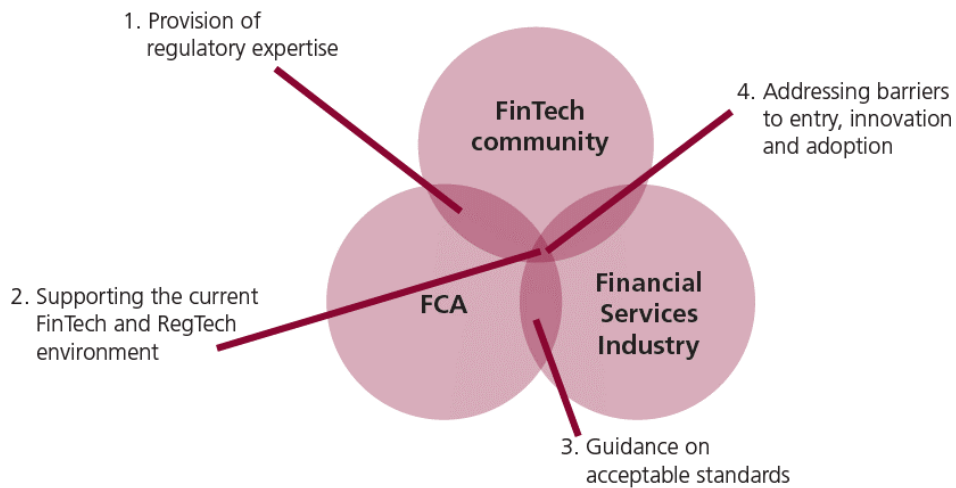 1. Provision of
regulatory expertise
FinTech
community
4. Addressing barriers
to entry, innovation
and adoption
2. Supporting the current
FinTech and RegTech
environment
FCA
Financial
Services
Industry
3. Guidance on
acceptable standards